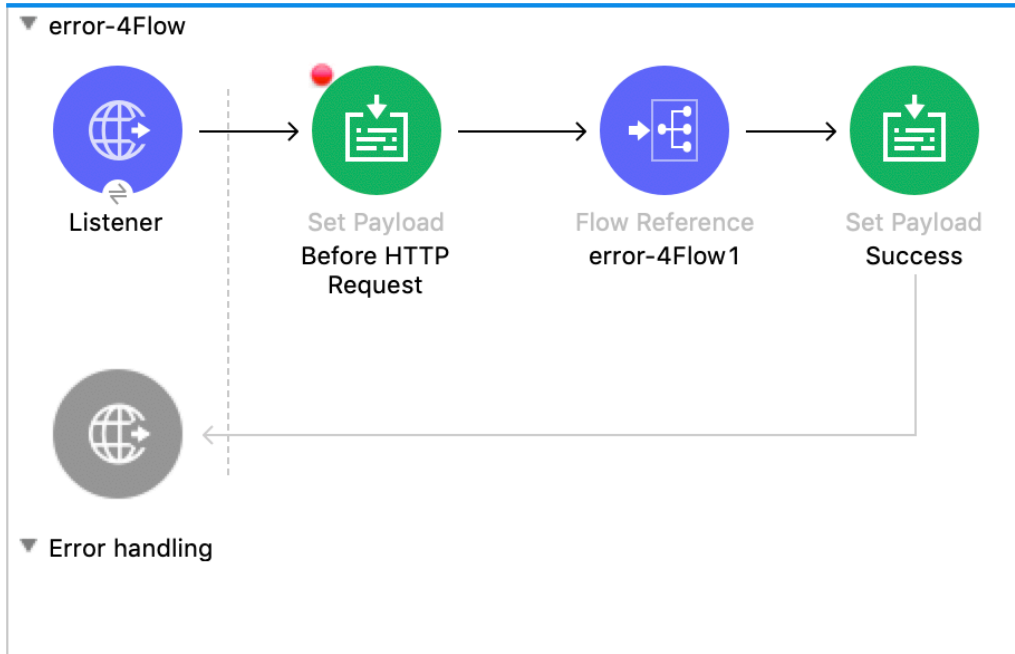 error-4Flow
Listener
Set Payload
Before HTTP
Request
Flow Reference
error-4Flow1
Set Payload
Success
Error handling